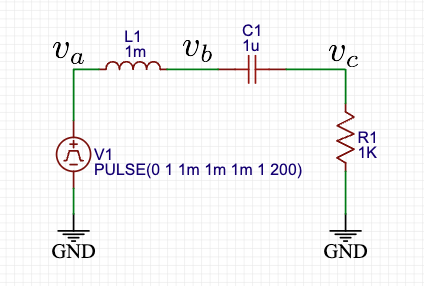 v_a
L1
1m
v_b
C1
1u
v_c
V1
PULSE(0 1 1m 1m 1m 1 200)
R1
1K
GND
GND